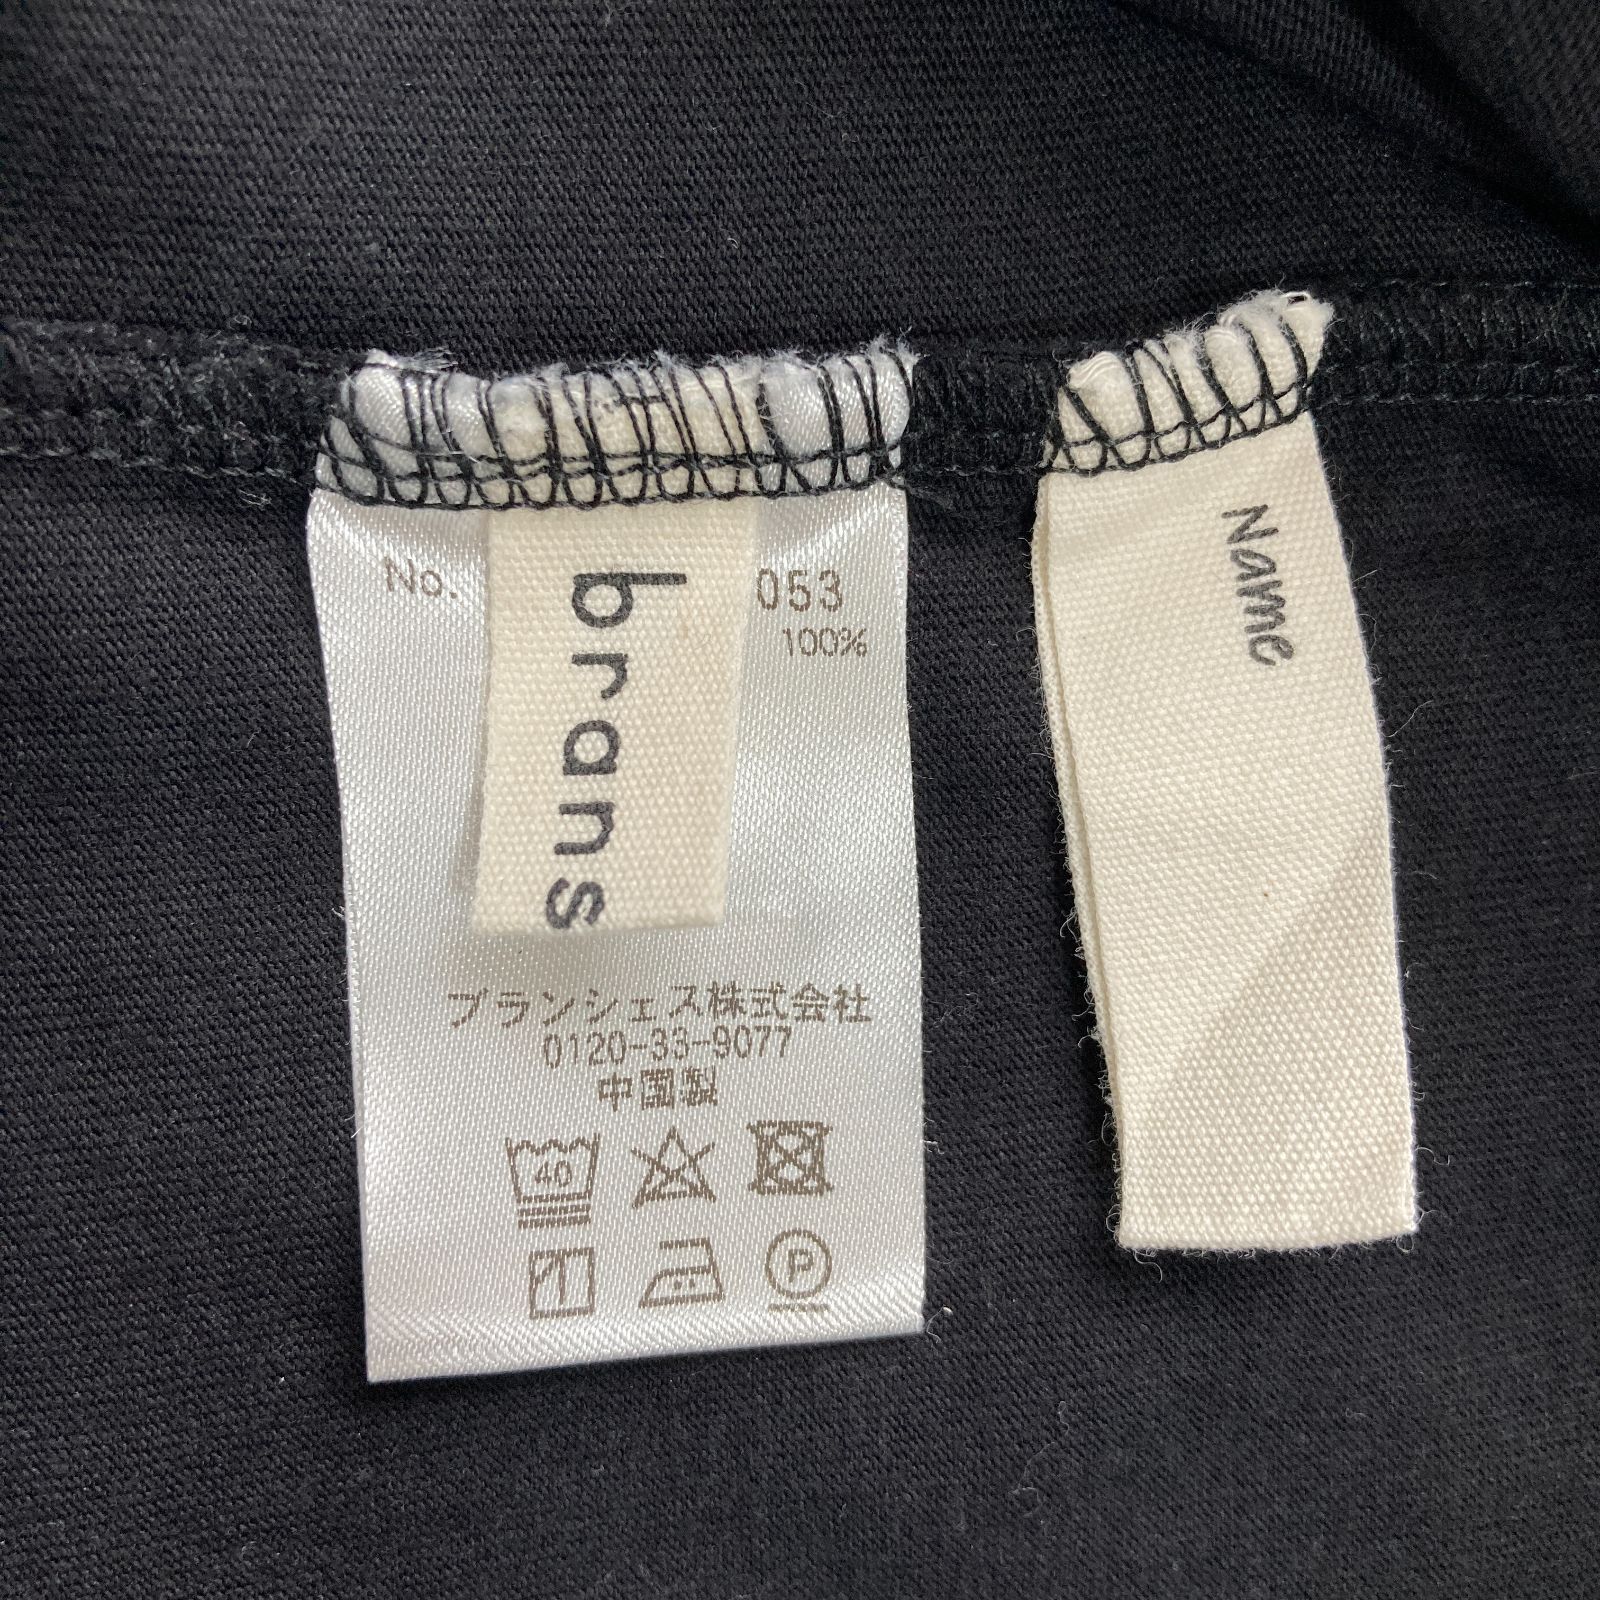 No. 053
100%
brans
ブランシェス株式会社
0120-33-9077
中国製
40
P
Name